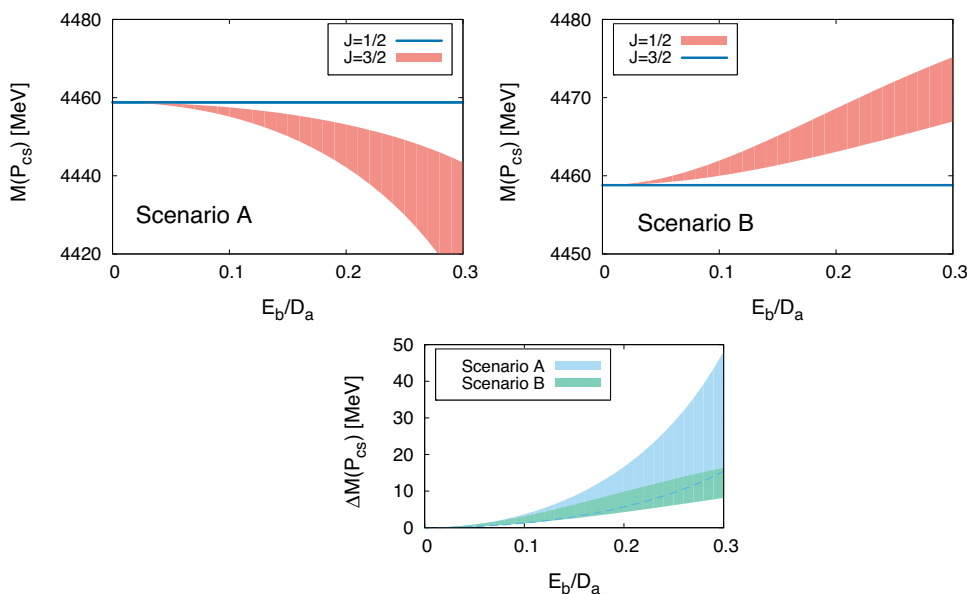 4480
4460
4440
4420
M(P_cs) [MeV]
J=1/2
J=3/2
Scenario A
0
0.1
0.2
0.3
E_b/D_a
4480
4470
4460
4450
M(P_cs) [MeV]
J=1/2
J=3/2
Scenario B
0
0.1
0.2
0.3
E_b/D_a
50
40
30
20
10
0
ΔM(P_cs) [MeV]
Scenario A
Scenario B
0
0.1
0.2
0.3
E_b/D_a